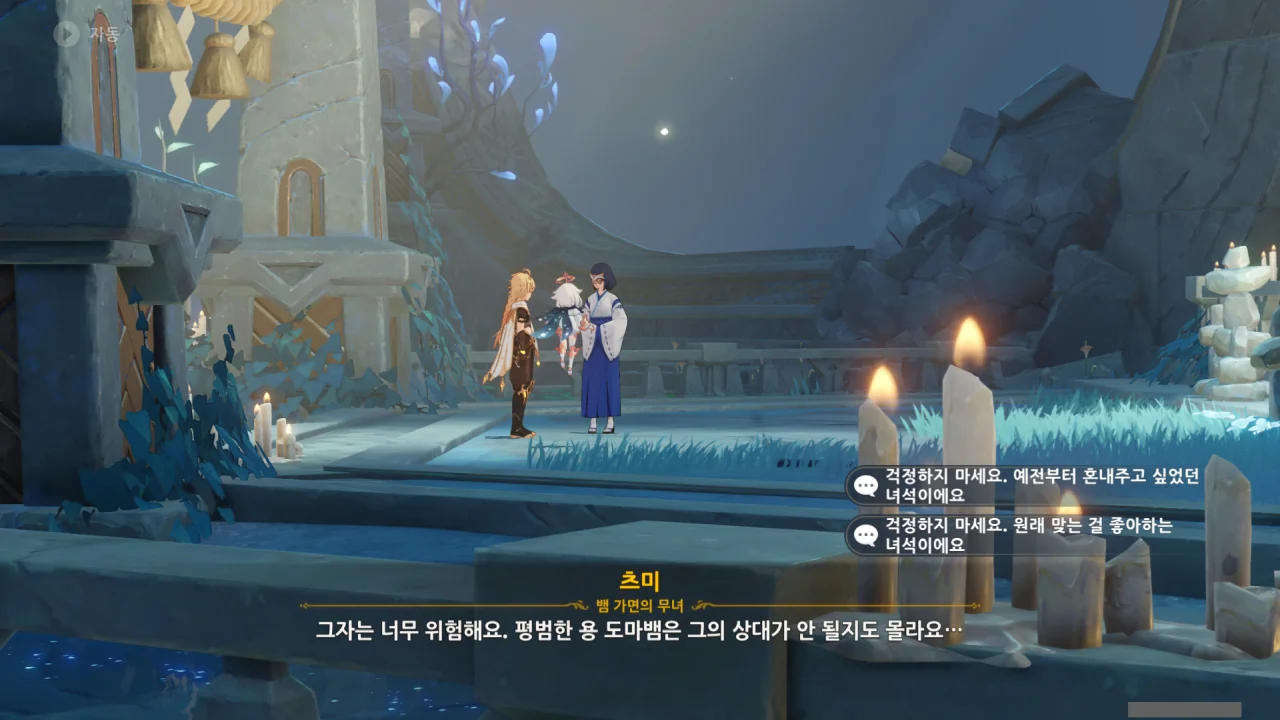 자동
걱정하지 마세요. 예전부터 혼내주고 싶었던
녀석이에요
걱정하지 마세요. 원래 맞는 걸 좋아하는
녀석이에요
츠미
뱀 가면의 무녀
그자는 너무 위험해요. 평범한 용 도마뱀은 그의 상대가 안 될지도 몰라요…